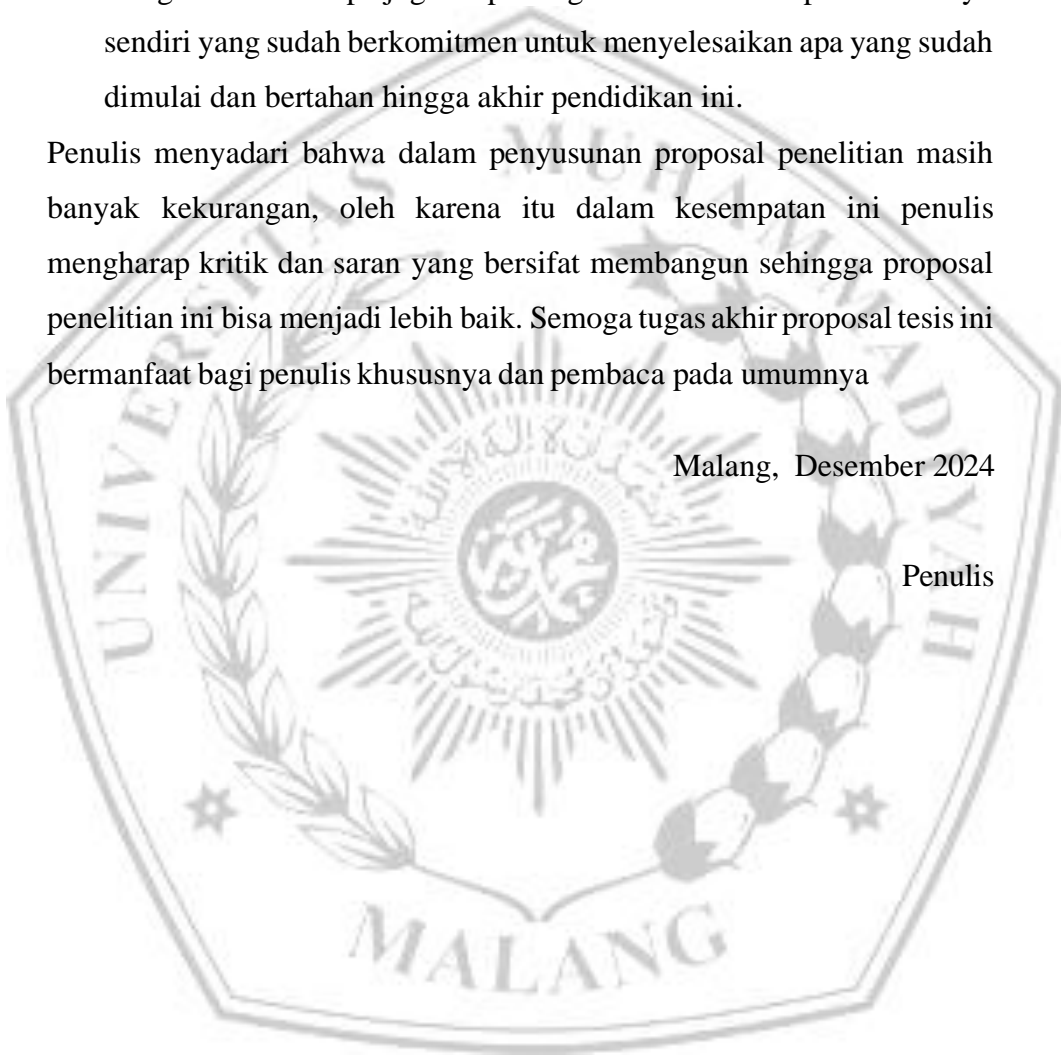 sendiri yang sudah berkomitmen untuk menyelesaikan apa yang sudah
dimulai dan bertahan hingga akhir pendidikan ini.
Penulis menyadari bahwa dalam penyusunan proposal penelitian masih
banyak kekurangan, oleh karena itu dalam kesempatan ini penulis
mengharap kritik dan saran yang bersifat membangun sehingga proposal
penelitian ini bisa menjadi lebih baik. Semoga tugas akhir proposal tesis ini
bermanfaat bagi penulis khususnya dan pembaca pada umumnya
Malang, Desember 2024
Penulis
UNIVERSITAS MUHAMMADIYAH
MALANG